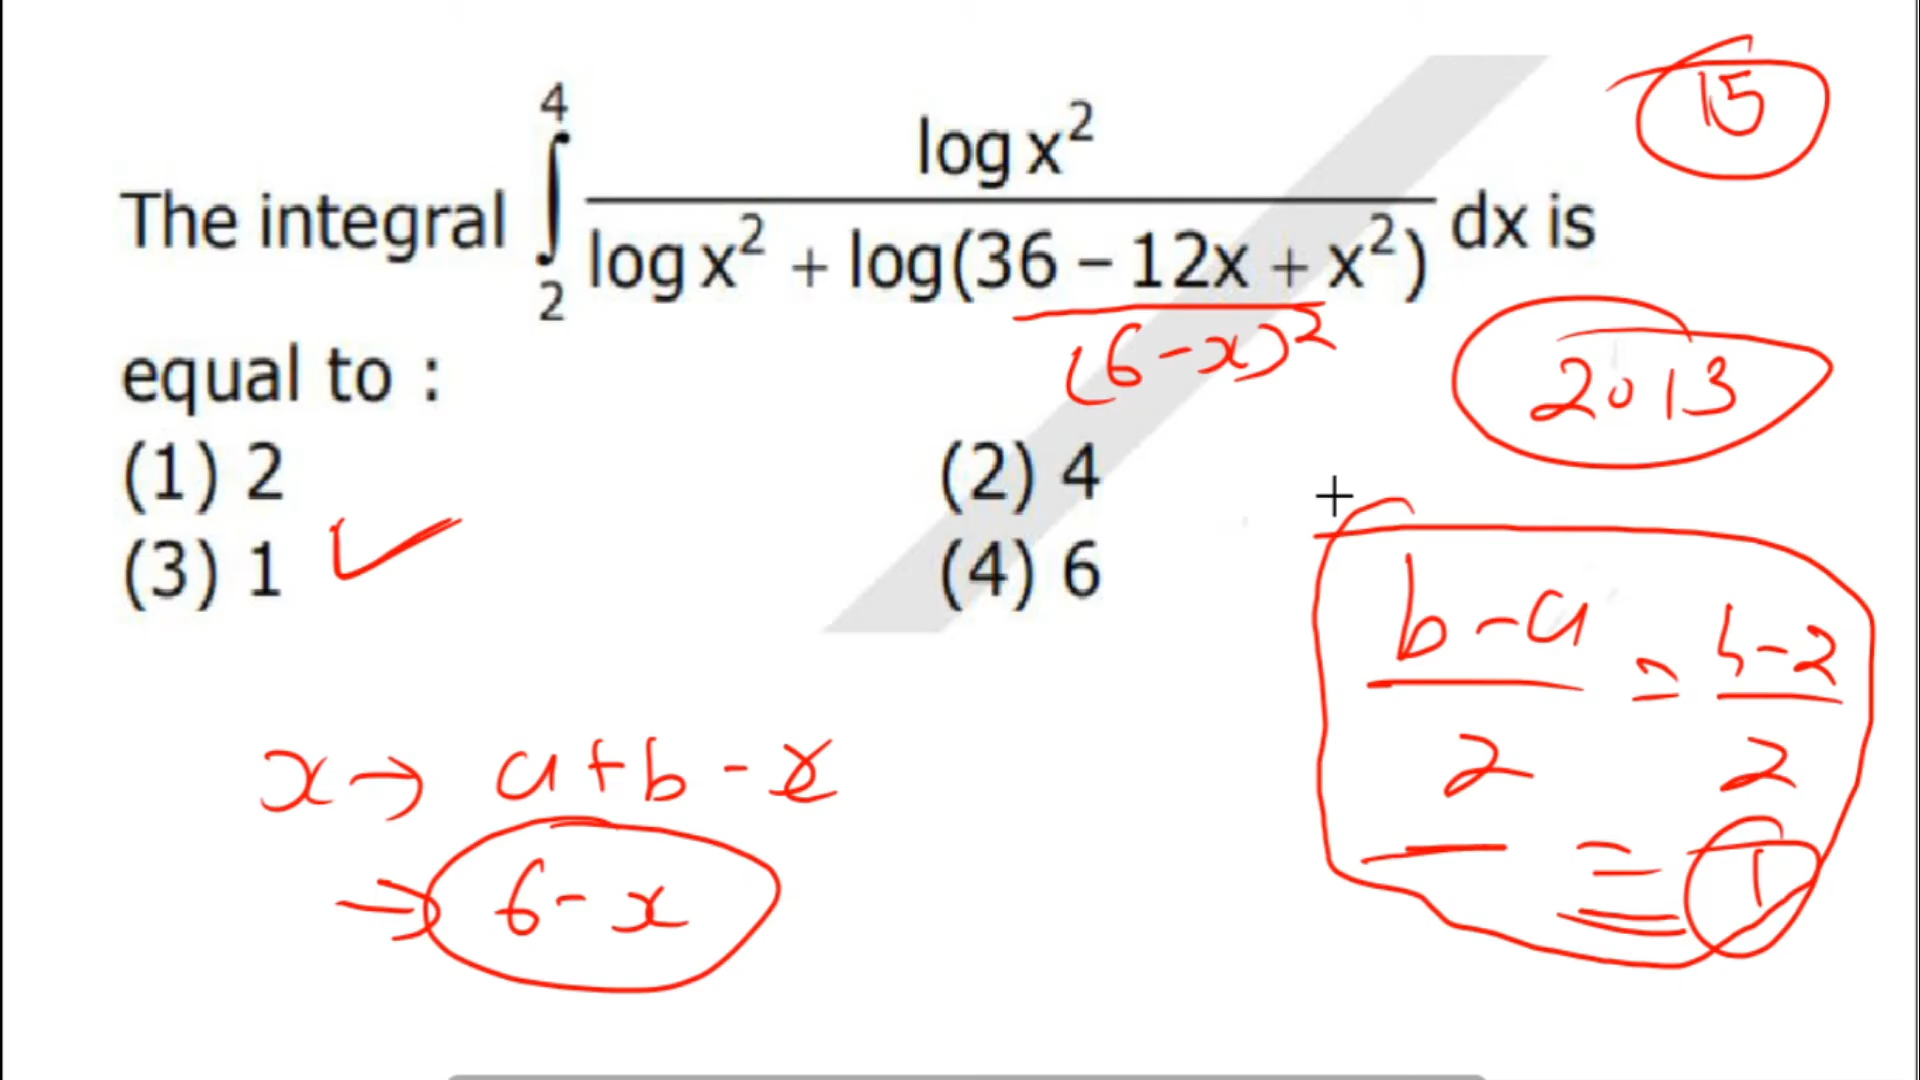 15
The integral ∫₂⁴ log x² / (log x² + log(36 − 12x + x²)) dx is
(6-x)²
equal to :
2013
(1) 2 (2) 4
(3) 1 (4) 6
b-a / 2 = 4-2 / 2
x → a+b-x
= 1
⇒ 6-x